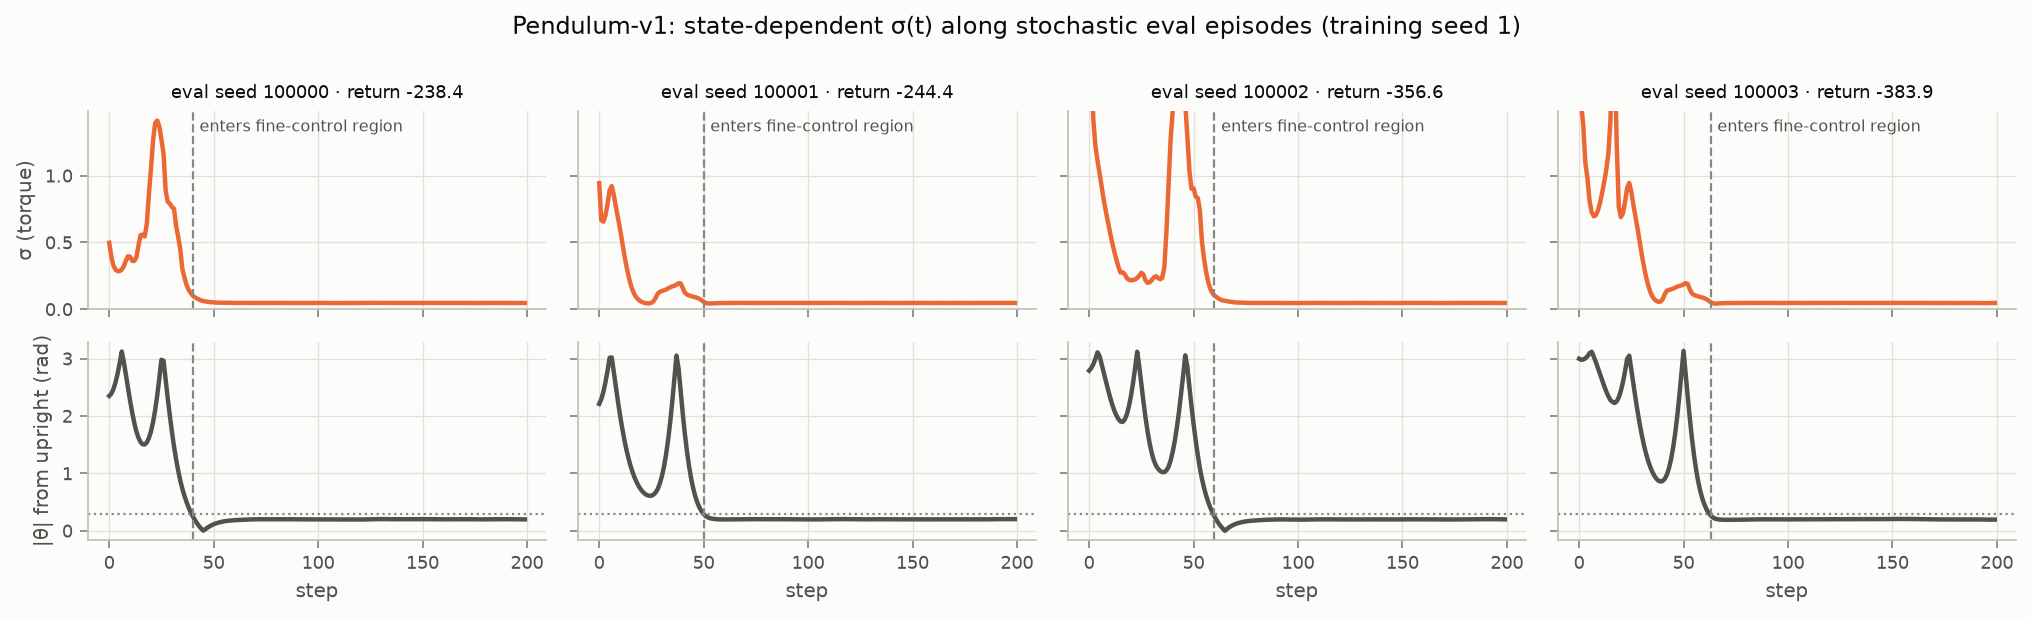 Pendulum-v1: state-dependent σ(t) along stochastic eval episodes (training seed 1)
eval seed 100000 · return -238.4
eval seed 100001 · return -244.4
eval seed 100002 · return -356.6
eval seed 100003 · return -383.9
enters fine-control region
enters fine-control region
enters fine-control region
enters fine-control region
σ (torque)
1.0
0.5
0.0
|θ| from upright (rad)
3
2
1
0
0 50 100 150 200
0 50 100 150 200
0 50 100 150 200
0 50 100 150 200
step
step
step
step